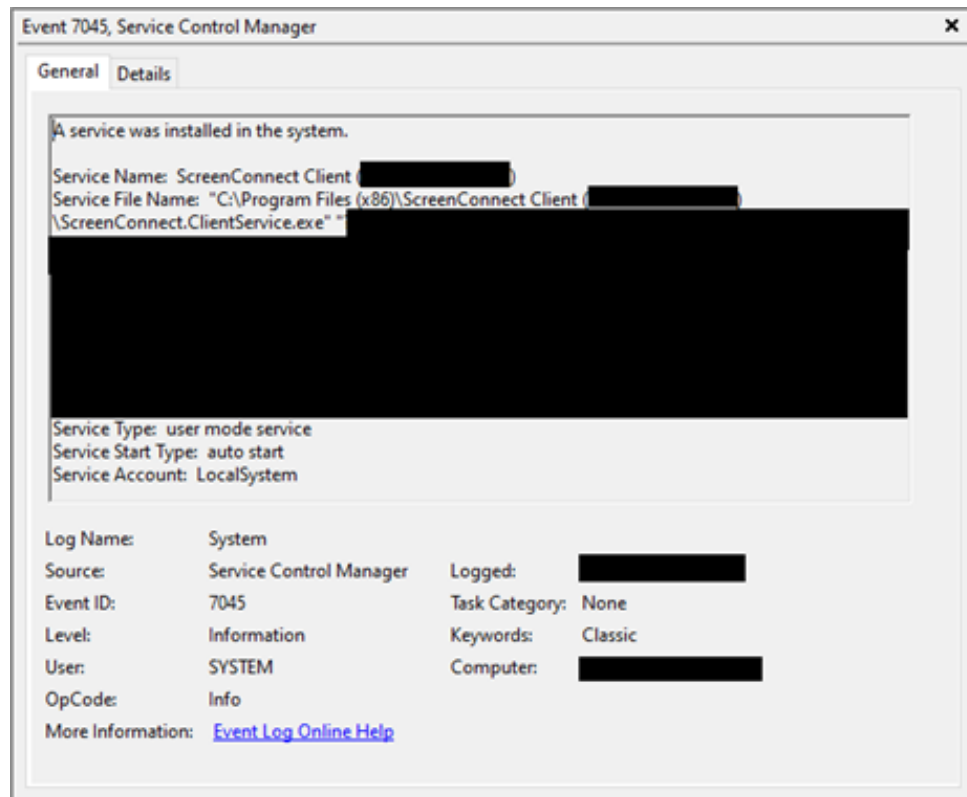 Event 7045, Service Control Manager
General Details
A service was installed in the system.
Service Name: ScreenConnect Client ( )
Service File Name: "C:\Program Files (x86)\ScreenConnect Client ( )
\ScreenConnect.ClientService.exe" "
Service Type: user mode service
Service Start Type: auto start
Service Account: LocalSystem
Log Name: System
Source: Service Control Manager Logged:
Event ID: 7045 Task Category: None
Level: Information Keywords: Classic
User: SYSTEM Computer:
OpCode: Info
More Information: Event Log Online Help